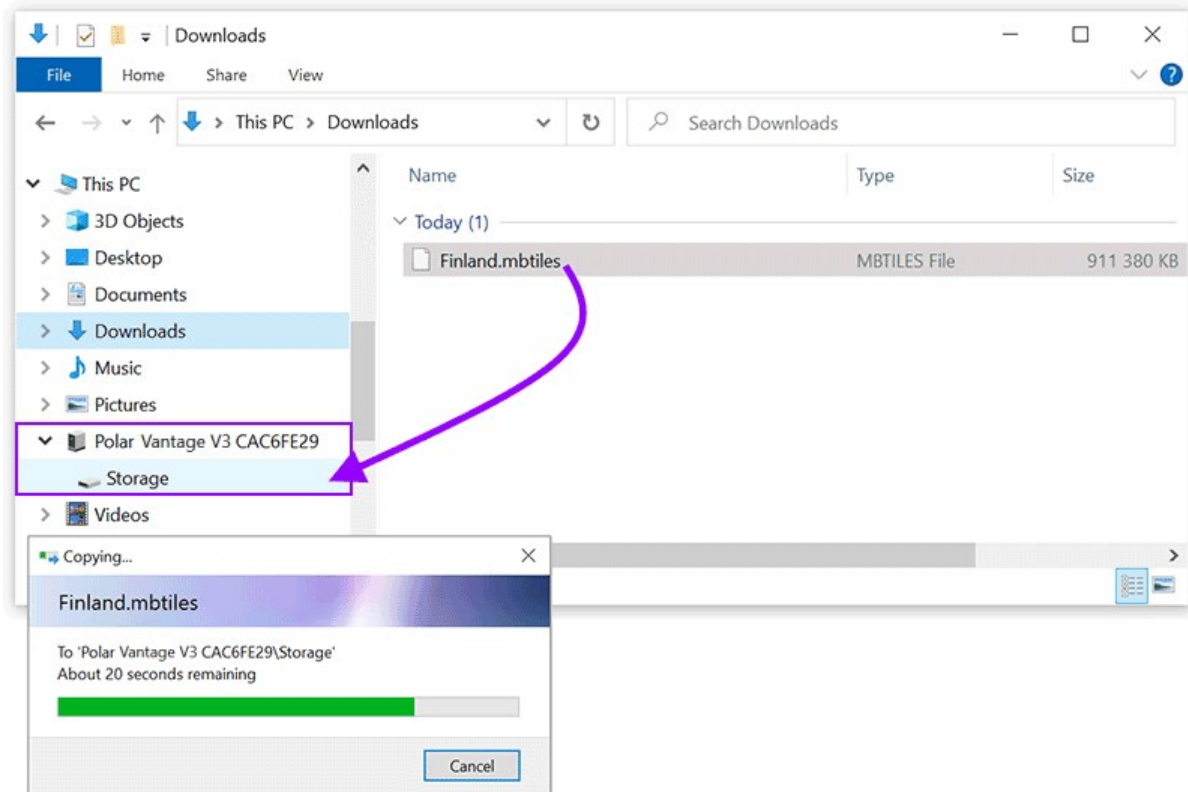 Downloads
File Home Share View
This PC > Downloads
Search Downloads
This PC
3D Objects
Desktop
Documents
Downloads
Music
Pictures
Polar Vantage V3 CAC6FE29
Storage
Videos
Name Type Size
Today (1)
Finland.mbtiles MBTILES File 911 380 KB
Copying...
Finland.mbtiles
To 'Polar Vantage V3 CAC6FE29\Storage'
About 20 seconds remaining
Cancel